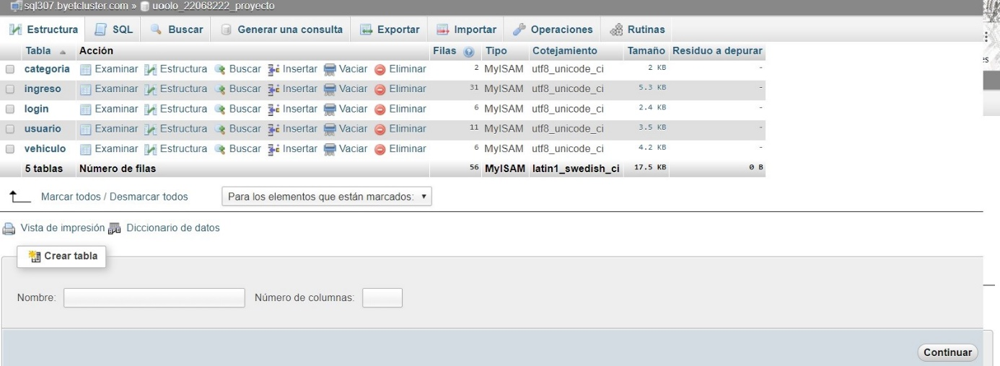 sql307.byetcluster.com » uoolo_22068222_proyecto
Estructura SQL Buscar Generar una consulta Exportar Importar Operaciones Rutinas
Tabla Acción Filas Tipo Cotejamiento Tamaño Residuo a depurar
categoria Examinar Estructura Buscar Insertar Vaciar Eliminar 2 MyISAM utf8_unicode_ci 2 KB -
ingreso Examinar Estructura Buscar Insertar Vaciar Eliminar 31 MyISAM utf8_unicode_ci 5.3 KB -
login Examinar Estructura Buscar Insertar Vaciar Eliminar 6 MyISAM utf8_unicode_ci 2.4 KB -
usuario Examinar Estructura Buscar Insertar Vaciar Eliminar 11 MyISAM utf8_unicode_ci 3.5 KB -
vehiculo Examinar Estructura Buscar Insertar Vaciar Eliminar 6 MyISAM utf8_unicode_ci 4.2 KB -
5 tablas Número de filas 56 MyISAM latin1_swedish_ci 17.5 KB 0 B
Marcar todos / Desmarcar todos Para los elementos que están marcados:
Vista de impresión Diccionario de datos
Crear tabla
Nombre: Número de columnas:
Continuar